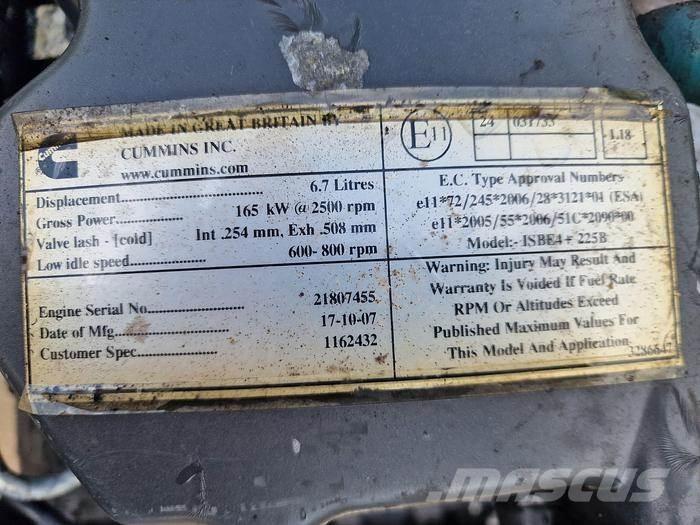 Cummins
MADE IN GREAT BRITAIN BY
CUMMINS INC.
www.cummins.com
Displacement 6.7 Litres
Gross Power 165 kW @ 2500 rpm
Valve lash - [cold] Int .254 mm, Exh .508 mm
Low idle speed 600- 800 rpm
Engine Serial No 21807455
Date of Mfg 17-10-07
Customer Spec 1162432
E11
24 031733
1.18
E.C. Type Approval Numbers
e11*72/245*2006/28*3121*04 (ESA)
e11*2005/55*2006/51C*2090*00
Model:- ISBE4+ 225B
Warning: Injury May Result And
Warranty Is Voided If Fuel Rate
RPM Or Altitudes Exceed
Published Maximum Values For
This Model And Application
3286647
MASCUS